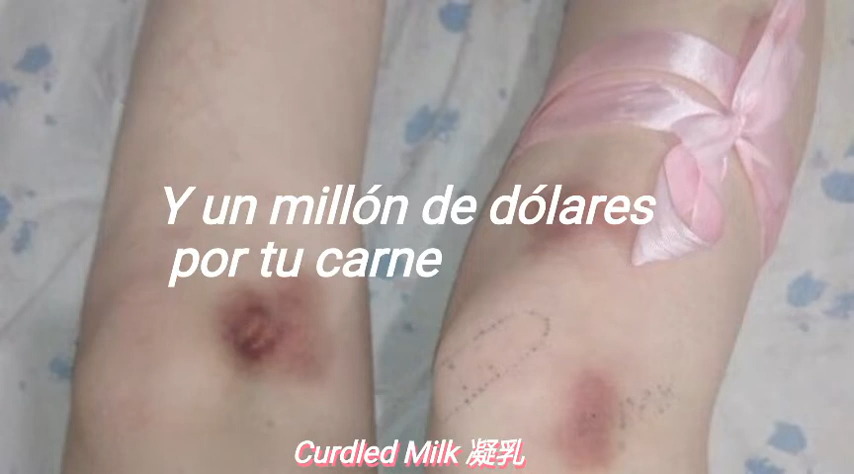 Y un millón de dólares
por tu carne
Curdled Milk 凝乳